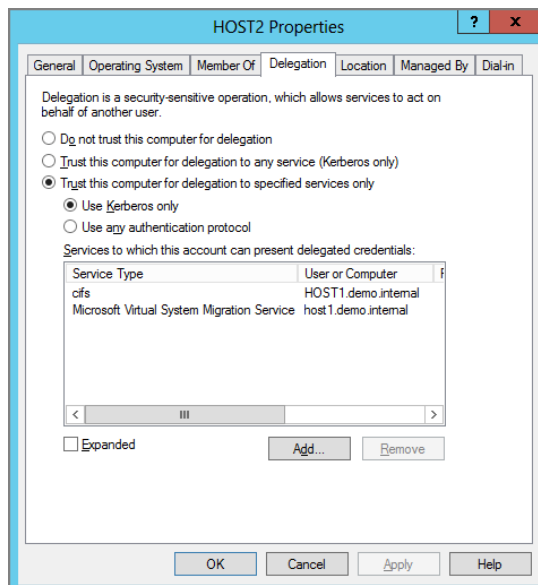 HOST2 Properties
? x
General Operating System Member Of Delegation Location Managed By Dial-in
Delegation is a security-sensitive operation, which allows services to act on
behalf of another user.
Do not trust this computer for delegation
Trust this computer for delegation to any service (Kerberos only)
Trust this computer for delegation to specified services only
Use Kerberos only
Use any authentication protocol
Services to which this account can present delegated credentials:
Service Type User or Computer
cifs HOST1.demo.internal
Microsoft Virtual System Migration Service host1.demo.internal
Expanded Add... Remove
OK Cancel Apply Help